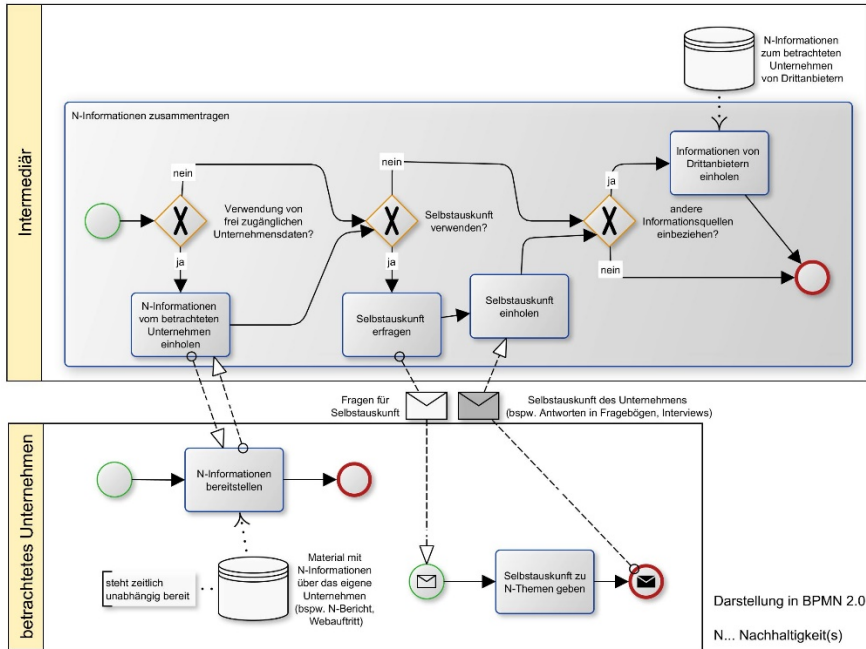 Intermediär
N-Informationen
zum betrachteten
Unternehmen
von Drittanbietern
N-Informationen zusammentragen
nein
Verwendung von
frei zugänglichen
Unternehmensdaten?
ja
N-Informationen
vom betrachteten
Unternehmen
einholen
nein
Selbstauskunft
verwenden?
ja
Selbstauskunft
erfragen
Selbstauskunft
einholen
ja
Informationen von
Drittanbietern
einholen
andere
Informationsquellen
einbeziehen?
nein
Fragen für
Selbstauskunft
Selbstauskunft des Unternehmens
(bspw. Antworten in Fragebögen, Interviews)
betrachtetes Unternehmen
N-Informationen
bereitstellen
steht zeitlich
unabhängig bereit
Material mit
N-Informationen
über das eigene
Unternehmen
(bspw. N-Bericht,
Webauftritt)
Selbstauskunft zu
N-Themen geben
Darstellung in BPMN 2.0
N... Nachhaltigkeit(s)